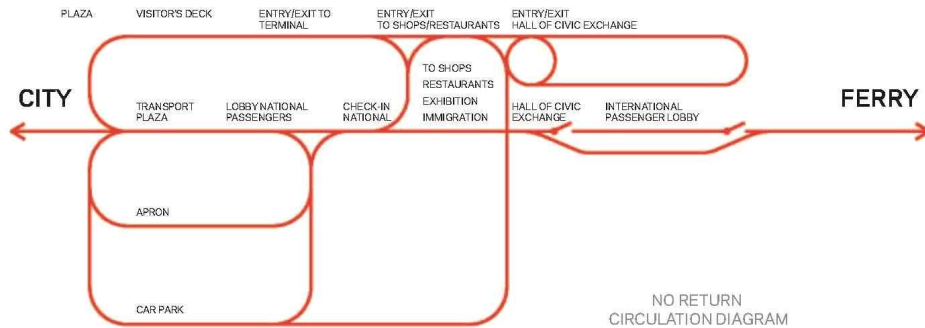 PLAZA
VISITOR'S DECK
ENTRY/EXIT TO
TERMINAL
ENTRY/EXIT
TO SHOPS/RESTAURANTS
ENTRY/EXIT
HALL OF CIVIC EXCHANGE
TO SHOPS
RESTAURANTS
EXHIBITION
IMMIGRATION
CITY
TRANSPORT
PLAZA
LOBBY NATIONAL
PASSENGERS
CHECK-IN
NATIONAL
HALL OF CIVIC
EXCHANGE
INTERNATIONAL
PASSENGER LOBBY
FERRY
APRON
CAR PARK
NO RETURN
CIRCULATION DIAGRAM